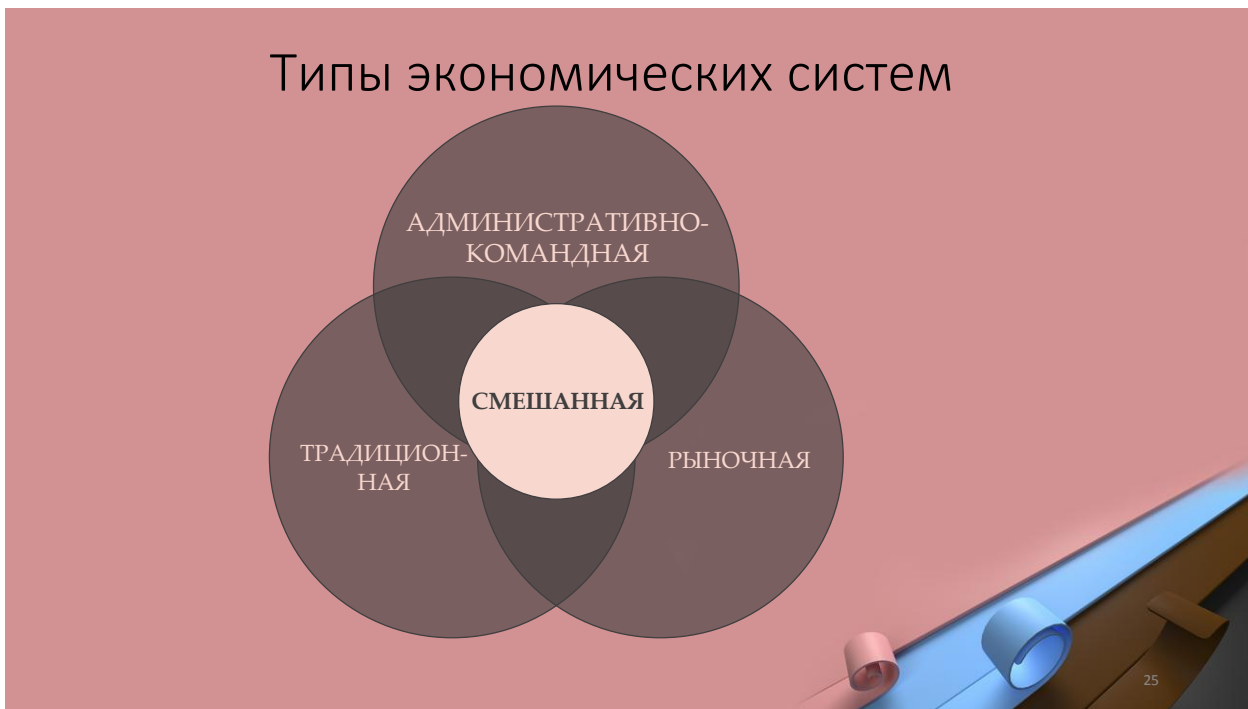 Типы экономических систем
АДМИНИСТРАТИВНО-
КОМАНДНАЯ
СМЕШАННАЯ
ТРАДИЦИОН-
НАЯ
РЫНОЧНАЯ
25